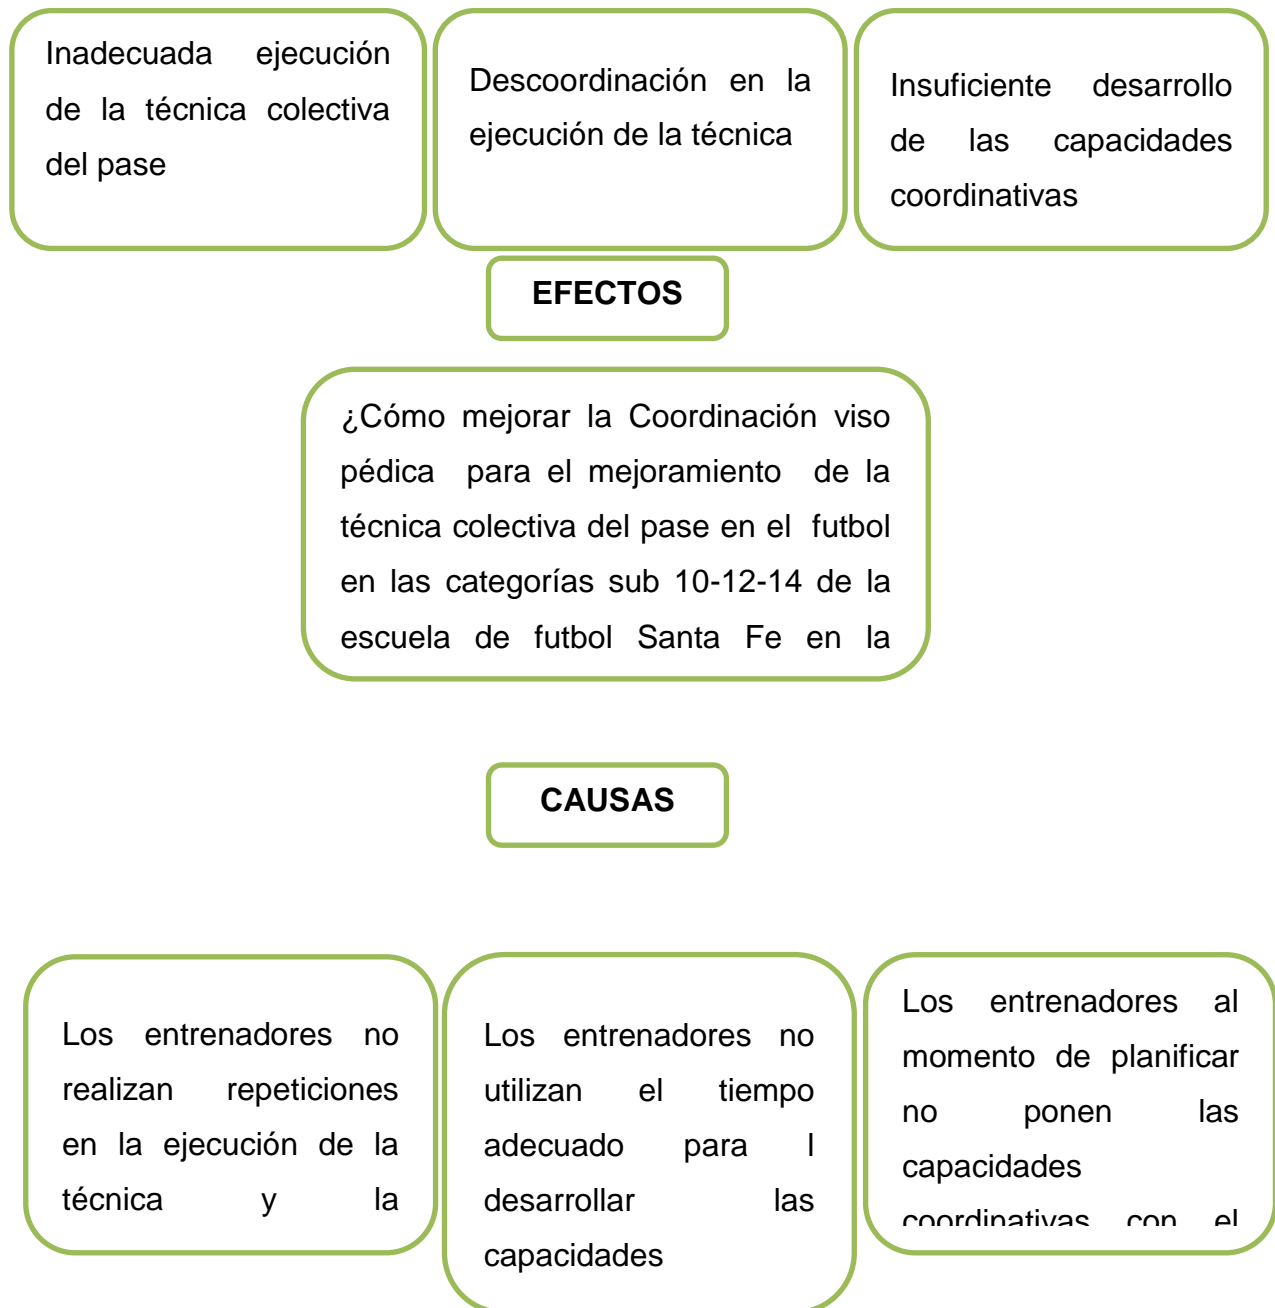 Inadecuada ejecución
de la técnica colectiva
del pase
Descoordinación en la
ejecución de la técnica
Insuficiente desarrollo
de las capacidades
coordinativas
EFECTOS
¿Cómo mejorar la Coordinación viso
pédica para el mejoramiento de la
técnica colectiva del pase en el futbol
en las categorías sub 10-12-14 de la
escuela de futbol Santa Fe en la
CAUSAS
Los entrenadores no
realizan repeticiones
en la ejecución de la
técnica y la
Los entrenadores no
utilizan el tiempo
adecuado para l
desarrollar las
capacidades
Los entrenadores al
momento de planificar
no ponen las
capacidades
coordinativas con el